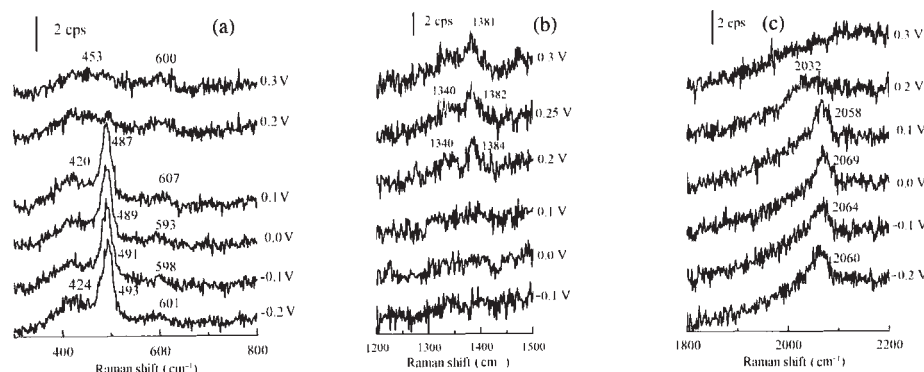 (a)
2 cps
453
600
0.3 V
0.2 V
487
420
607
0.1 V
489
593
0.0 V
491
598
-0.1 V
424
493
601
-0.2 V
400
600
800
Raman shift (cm⁻¹)
(b)
2 cps
1381
0.3 V
1340
1382
0.25 V
1340
1384
0.2 V
0.1 V
0.0 V
-0.1 V
1200
1300
1400
1500
Raman shift (cm⁻¹)
(c)
2 cps
0.3 V
2032
0.2 V
2058
0.1 V
2069
0.0 V
2064
-0.1 V
2060
-0.2 V
1800
2000
2200
Raman shift (cm⁻¹)